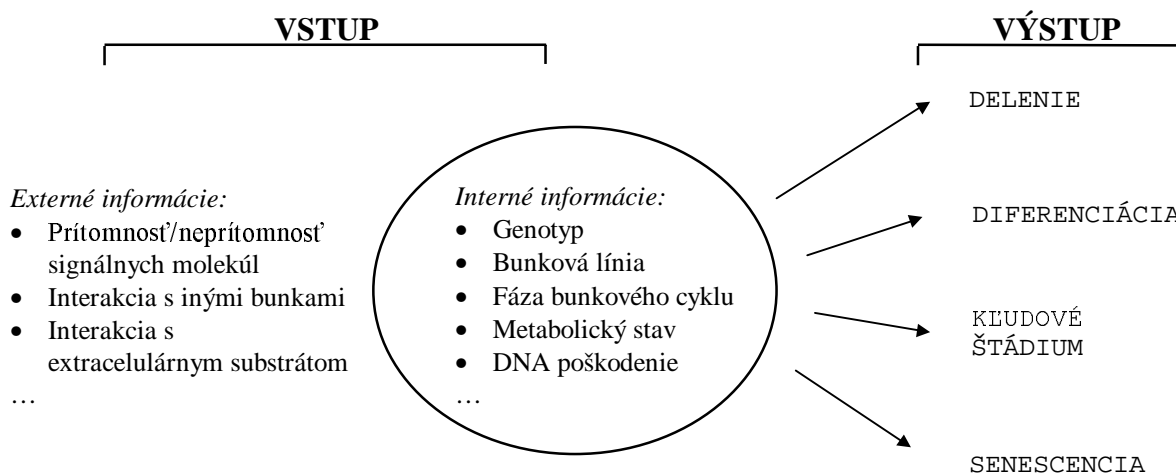 VSTUP
VÝSTUP
Externé informácie:
• Prítomnosť/neprítomnosť
signálnych molekúl
• Interakcia s inými bunkami
• Interakcia s
extracelulárnym substrátom
…
Interné informácie:
• Genotyp
• Bunková línia
• Fáza bunkového cyklu
• Metabolický stav
• DNA poškodenie
…
DELENIE
DIFERENCIÁCIA
KĽUDOVÉ
ŠTÁDIUM
SENESCENCIA